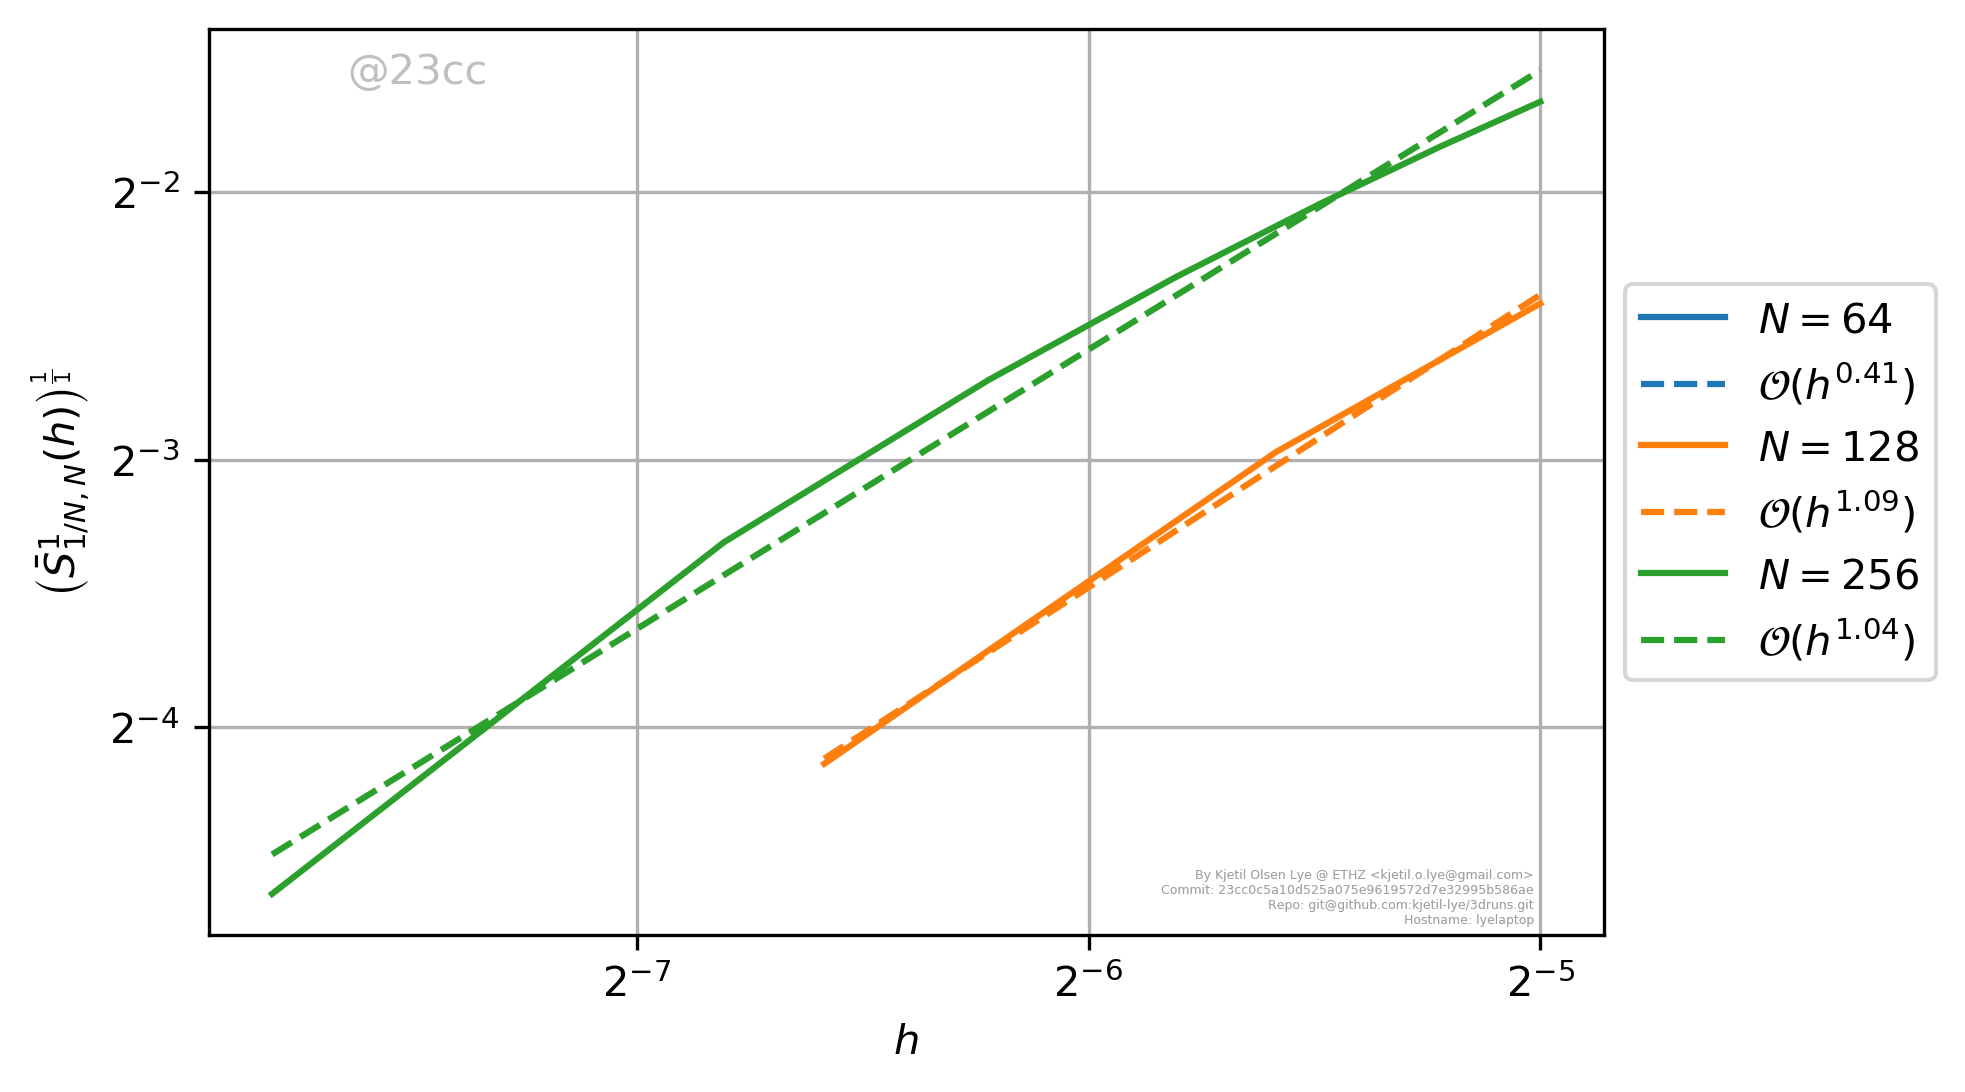 @23cc
2⁻²
2⁻³
2⁻⁴
(S̄¹₁/N, N(h))^(1/1)
2⁻⁷
2⁻⁶
2⁻⁵
h
N = 64
𝒪(h^0.41)
N = 128
𝒪(h^1.09)
N = 256
𝒪(h^1.04)
By Kjetil Olsen Lye @ ETHZ <kjetil.o.lye@gmail.com>
Commit: 23cc0c5a10d525a075e9619572d7e32995b586ae
Repo: git@github.com:kjetil-lye/3druns.git
Hostname: lyelaptop